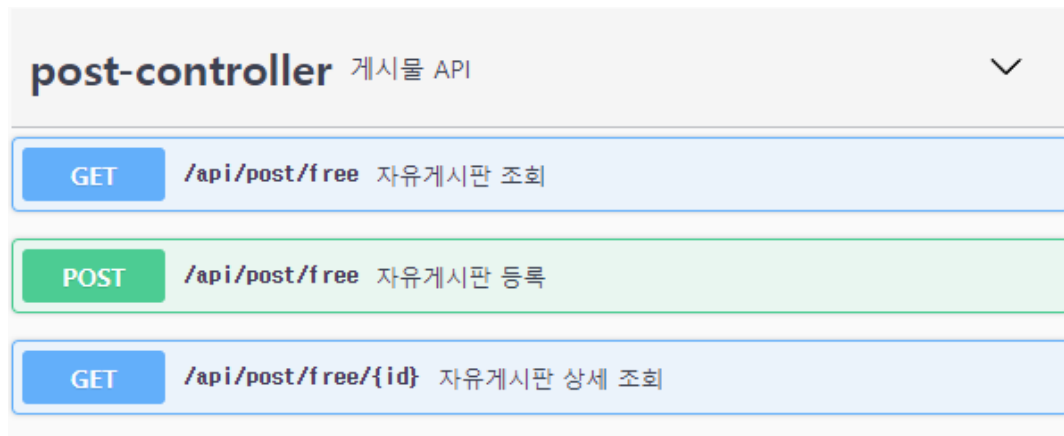 post-controller 게시물 API
GET /api/post/free 자유게시판 조회
POST /api/post/free 자유게시판 등록
GET /api/post/free/{id} 자유게시판 상세 조회